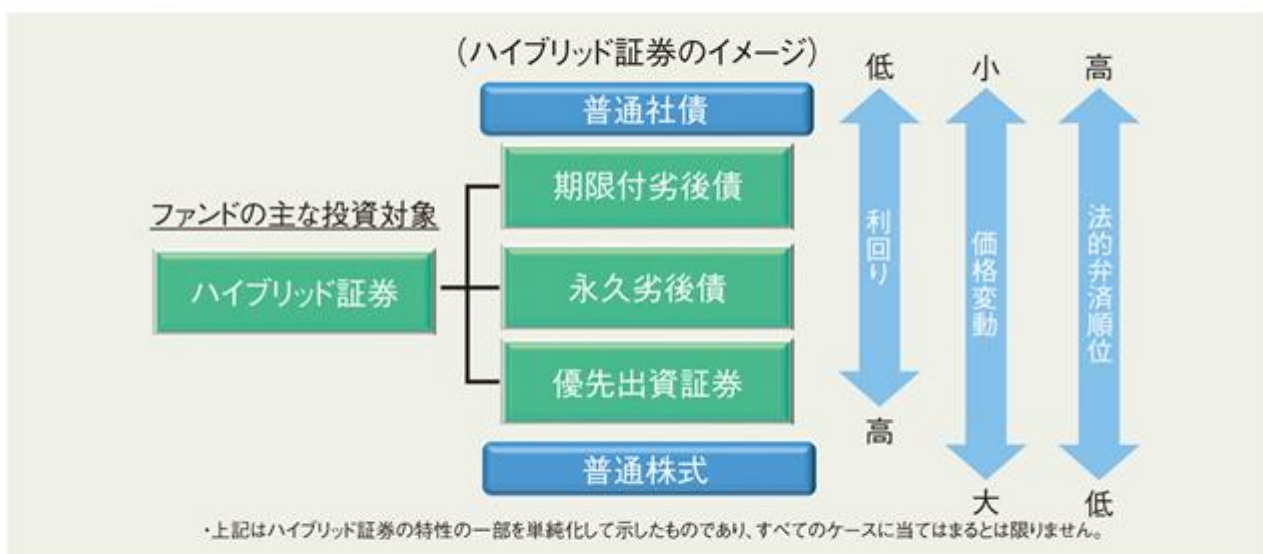 (ハイブリッド証券のイメージ)
低
小
高
普通社債
期限付劣後債
ファンドの主な投資対象
ハイブリッド証券
永久劣後債
優先出資証券
普通株式
利回り
価格変動
法的弁済順位
高
大
低
・上記はハイブリッド証券の特性の一部を単純化して示したものであり、すべてのケースに当てはまるとは限りません。